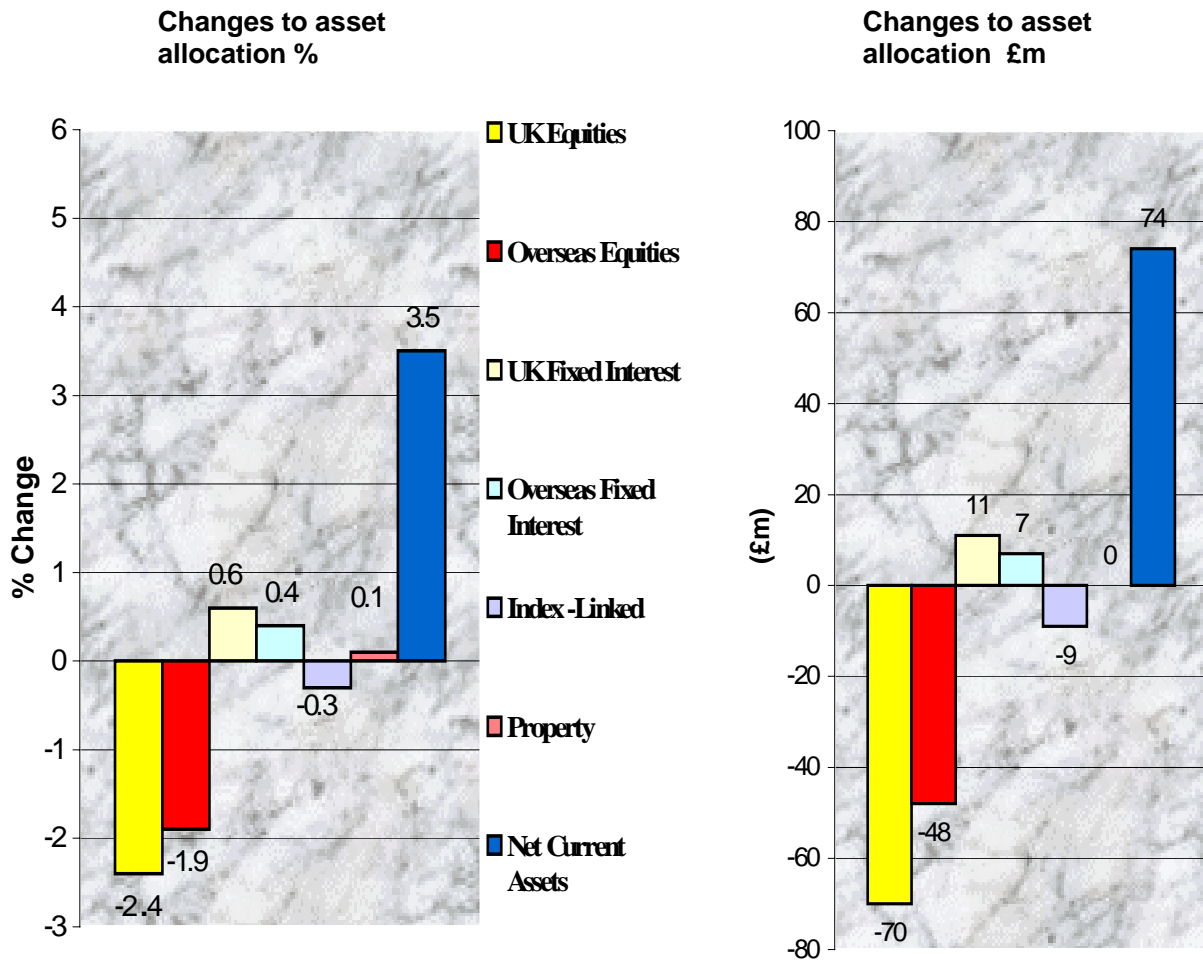 Changes to asset
allocation %
Changes to asset
allocation £m
% Change
6
5
4
3
2
1
0
-1
-2
-3
-2.4
-1.9
0.6
0.4
-0.3
0.1
3.5
UK Equities
Overseas Equities
UK Fixed Interest
Overseas Fixed
Interest
Index -Linked
Property
Net Current
Assets
(£m)
100
80
60
40
20
0
-20
-40
-60
-80
-70
-48
11
7
-9
0
74